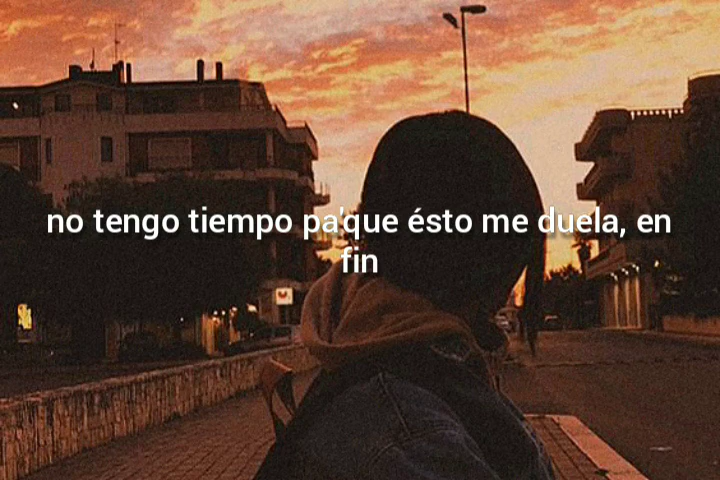 no tengo tiempo pa'que ésto me duela, en
fin